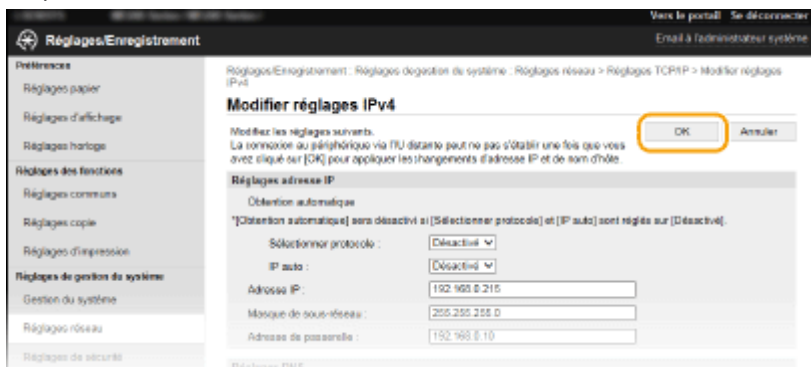 Vers le portail Se déconnecter
Réglages/Enregistrement
Email à l'administrateur système
Préférences
Réglages papier
Réglages d'affichage
Réglages horloge
Réglages des fonctions
Réglages communs
Réglages copie
Réglages d'impression
Réglages de gestion du système
Gestion du système
Réglages réseau
Réglages de sécurité
Réglages/Enregistrement : Réglages de gestion du système : Réglages réseau > Réglages TCP/IP > Modifier réglages
IPv4
Modifier réglages IPv4
Modifiez les réglages suivants.
La connexion au périphérique via l'IU distante peut ne pas s'établir une fois que vous
avez cliqué sur [OK] pour appliquer les changements d'adresse IP et de nom d'hôte.
OK Annuler
Réglages adresse IP
Obtention automatique
*[Obtention automatique] sera désactivé si [Sélectionner protocole] et [IP auto] sont réglés sur [Désactivé].
Sélectionner protocole : Désactivé
IP auto : Désactivé
Adresse IP : 192.168.0.215
Masque de sous-réseau : 255.255.255.0
Adresse de passerelle : 192.168.0.10
Réglages DNS